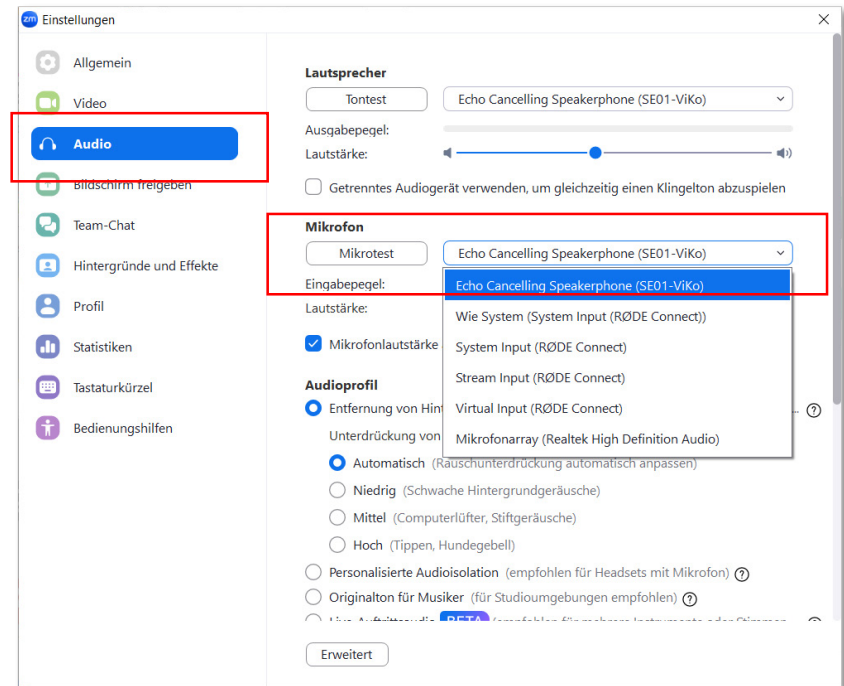 zm Einstellungen
Allgemein
Video
Audio
Bildschirm freigeben
Team-Chat
Hintergründe und Effekte
Profil
Statistiken
Tastaturkürzel
Bedienungshilfen
Lautsprecher
Tontest Echo Cancelling Speakerphone (SE01-ViKo)
Ausgabepegel:
Lautstärke:
Getrenntes Audiogerät verwenden, um gleichzeitig einen Klingelton abzuspielen
Mikrofon
Mikrotest Echo Cancelling Speakerphone (SE01-ViKo)
Eingabepegel:
Echo Cancelling Speakerphone (SE01-ViKo)
Wie System (System Input (RØDE Connect))
System Input (RØDE Connect)
Stream Input (RØDE Connect)
Virtual Input (RØDE Connect)
Mikrofonarray (Realtek High Definition Audio)
Lautstärke:
Mikrofonlautstärke
Audioprofil
Entfernung von Hin ... ?
Unterdrückung von
Automatisch (Rauschunterdrückung automatisch anpassen)
Niedrig (Schwache Hintergrundgeräusche)
Mittel (Computerlüfter, Stiftgeräusche)
Hoch (Tippen, Hundegebell)
Personalisierte Audioisolation (empfohlen für Headsets mit Mikrofon) ?
Originalton für Musiker (für Studioumgebungen empfohlen) ?
BETA
Erweitert